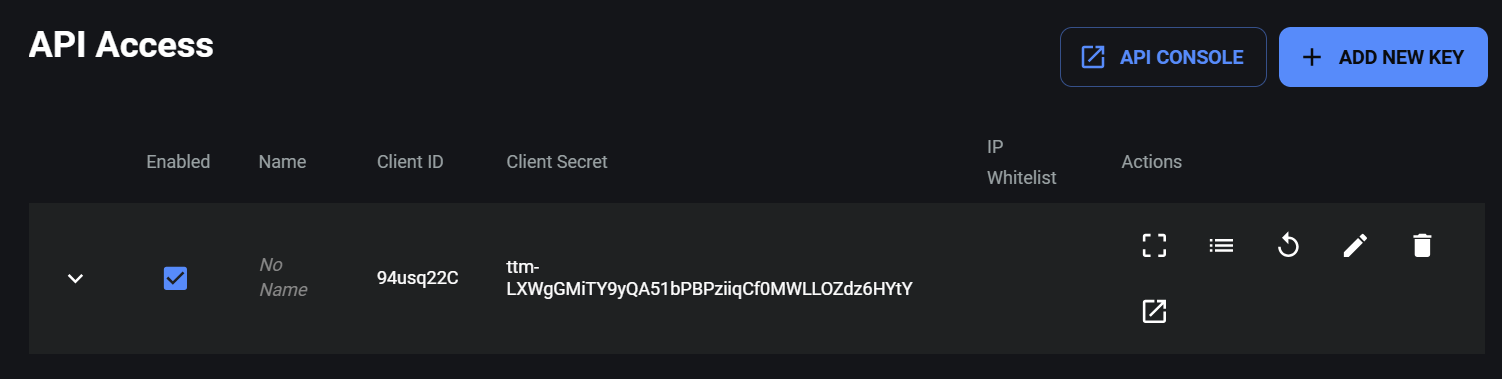 API Access
API CONSOLE
ADD NEW KEY
Enabled
Name
Client ID
Client Secret
IP
Whitelist
Actions
No
Name
94usq22C
ttm-
LXWgGMiTY9yQA51bPBPziiqCf0MWLLOZdz6HYtY